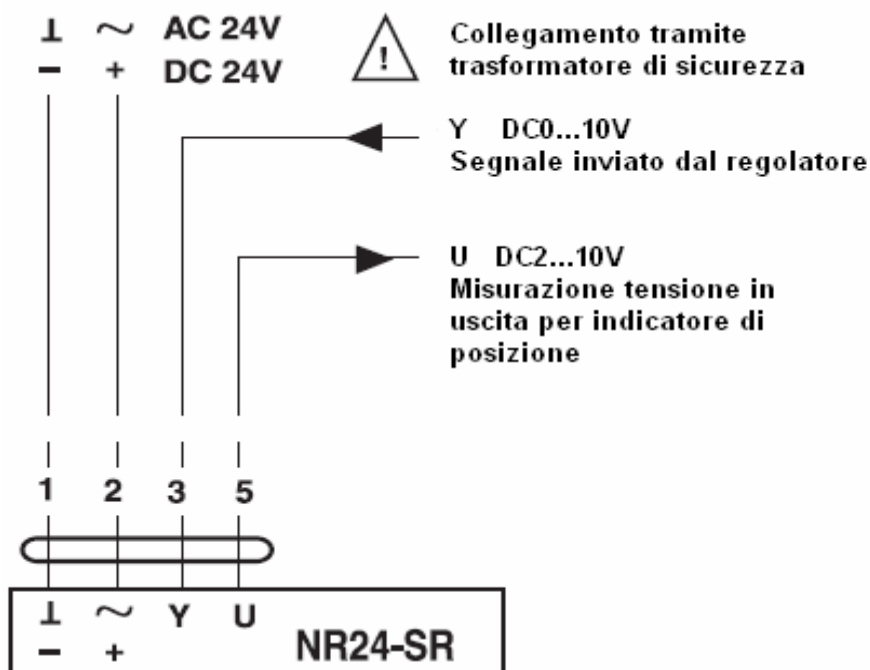 ⊥ ~ AC 24V
− + DC 24V
!
Collegamento tramite
trasformatore di sicurezza
Y DC0...10V
Segnale inviato dal regolatore
U DC2...10V
Misurazione tensione in
uscita per indicatore di
posizione
1 2 3 5
⊥ ~ Y U
− +
NR24-SR